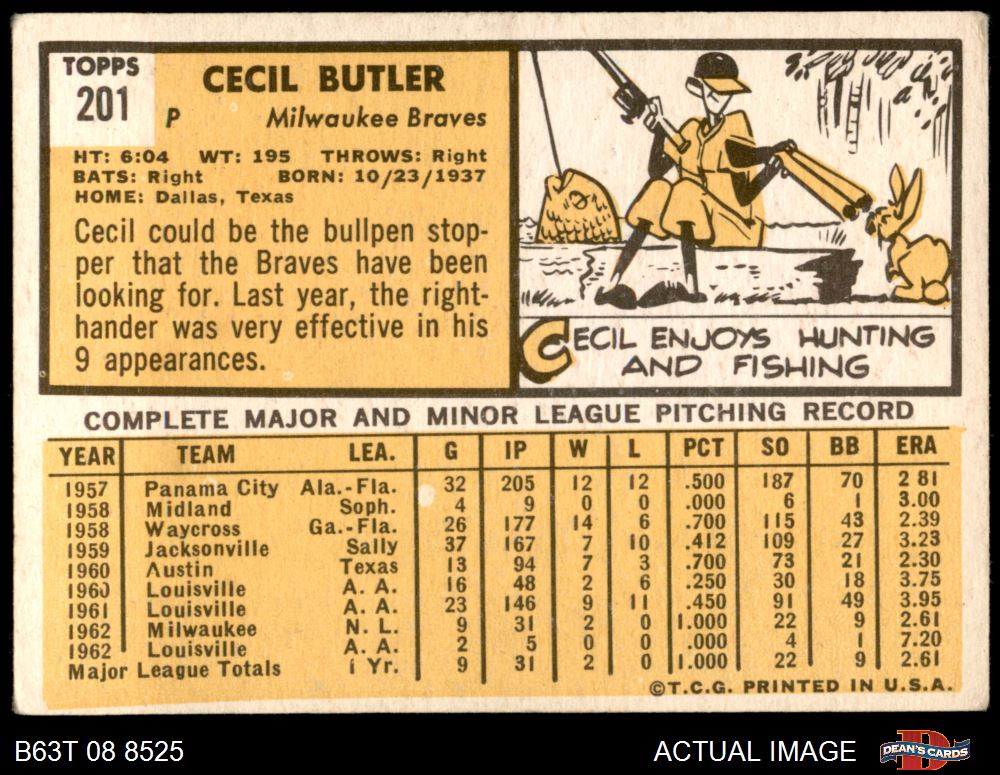 TOPPS
201
CECIL BUTLER
P Milwaukee Braves
HT: 6:04 WT: 195 THROWS: Right
BATS: Right BORN: 10/23/1937
HOME: Dallas, Texas
Cecil could be the bullpen stop-
per that the Braves have been
looking for. Last year, the right-
hander was very effective in his
9 appearances.
CECIL ENJOYS HUNTING
AND FISHING
COMPLETE MAJOR AND MINOR LEAGUE PITCHING RECORD
YEAR TEAM LEA. G IP W L PCT SO BB ERA
1957 Panama City Ala.-Fla. 32 205 12 12 .500 187 70 2 81
1958 Midland Soph. 4 9 0 0 .000 6 1 3.00
1958 Waycross Ga.-Fla. 26 177 14 6 .700 115 43 2.39
1959 Jacksonville Sally 37 167 7 10 .412 109 27 3.23
1960 Austin Texas 13 94 7 3 .700 73 21 2.30
1960 Louisville A. A. 16 48 2 6 .250 30 18 3.75
1961 Louisville A. A. 23 146 9 11 .450 91 49 3.95
1962 Milwaukee N. L. 9 31 2 0 1.000 22 9 2.61
1962 Louisville A. A. 2 5 0 0 .000 4 1 7.20
Major League Totals 1 Yr. 9 31 2 0 1.000 22 9 2.61
©T.C.G. PRINTED IN U.S.A.
B63T 08 8525 ACTUAL IMAGE DEAN'S CARDS